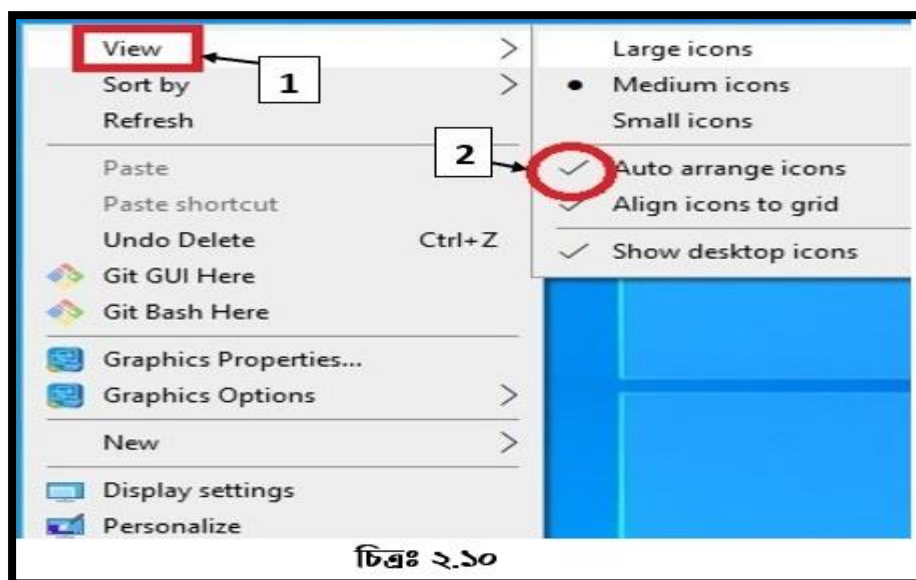 View
1
Sort by
Refresh
Paste
Paste shortcut
Undo Delete Ctrl+Z
Git GUI Here
Git Bash Here
Graphics Properties...
Graphics Options
New
Display settings
Personalize
Large icons
Medium icons
Small icons
2
Auto arrange icons
Align icons to grid
Show desktop icons
চিত্রঃ ২.১০